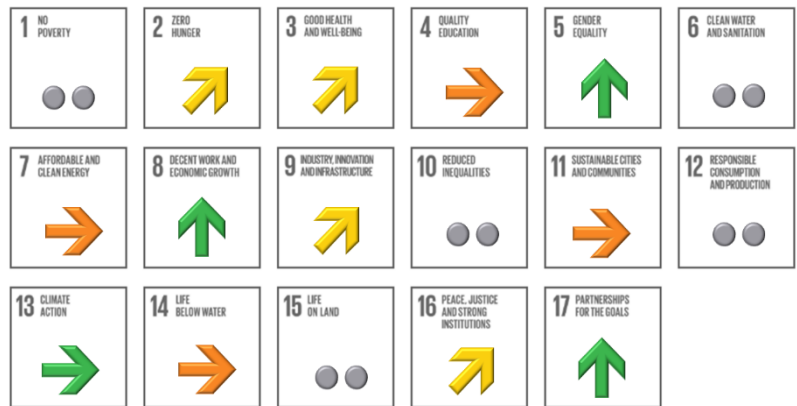 1 NO
POVERTY
2 ZERO
HUNGER
3 GOOD HEALTH
AND WELL-BEING
4 QUALITY
EDUCATION
5 GENDER
EQUALITY
6 CLEAN WATER
AND SANITATION
7 AFFORDABLE AND
CLEAN ENERGY
8 DECENT WORK AND
ECONOMIC GROWTH
9 INDUSTRY, INNOVATION
AND INFRASTRUCTURE
10 REDUCED
INEQUALITIES
11 SUSTAINABLE CITIES
AND COMMUNITIES
12 RESPONSIBLE
CONSUMPTION
AND PRODUCTION
13 CLIMATE
ACTION
14 LIFE
BELOW WATER
15 LIFE
ON LAND
16 PEACE, JUSTICE
AND STRONG
INSTITUTIONS
17 PARTNERSHIPS
FOR THE GOALS